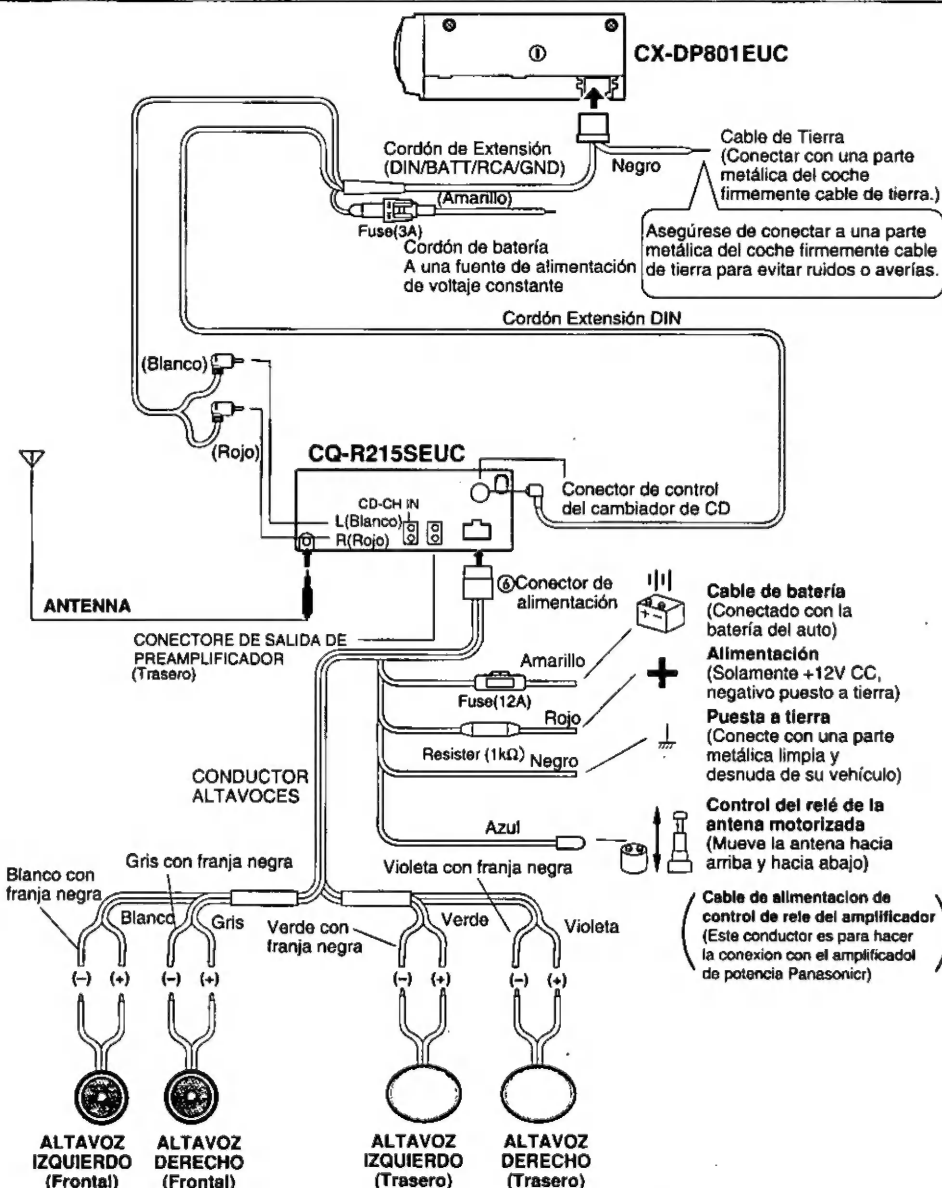 CX-DP801EUC
Cordón de Extensión
(DIN/BATT/RCA/GND)
Negro
Cable de Tierra
(Conectar con una parte
metálica del coche
firmemente cable de tierra.)
(Amarillo)
Fuse(3A)
Cordón de batería
A una fuente de alimentación
de voltaje constante
Asegúrese de conectar a una parte
metálica del coche firmemente cable
de tierra para evitar ruidos o averías.
Cordón Extensión DIN
(Blanco)
(Rojo)
CQ-R215SEUC
CD-CH IN
L(Blanco)
R(Rojo)
Conector de control
del cambiador de CD
ANTENNA
⑥Conector de
alimentación
CONECTORE DE SALIDA DE
PREAMPLIFICADOR
(Trasero)
Amarillo
Fuse(12A)
Cable de batería
(Conectado con la
batería del auto)
Rojo
Resister (1kΩ)
Alimentación
(Solamente +12V CC,
negativo puesto a tierra)
Negro
Puesta a tierra
(Conecte con una parte
metálica limpia y
desnuda de su vehículo)
CONDUCTOR
ALTAVOCES
Azul
Control del relé de la
antena motorizada
(Mueve la antena hacia
arriba y hacia abajo)
Cable de alimentacion de
control de rele del amplificador
(Este conductor es para hacer
la conexion con el amplificadol
de potencia Panasonicr)
Blanco con
franja negra
Blanco
Gris con franja negra
Gris
Verde con
franja negra
Verde
Violeta con franja negra
Violeta
(-) (+) (-) (+) (-) (+) (-) (+)
ALTAVOZ
IZQUIERDO
(Frontal)
ALTAVOZ
DERECHO
(Frontal)
ALTAVOZ
IZQUIERDO
(Trasero)
ALTAVOZ
DERECHO
(Trasero)